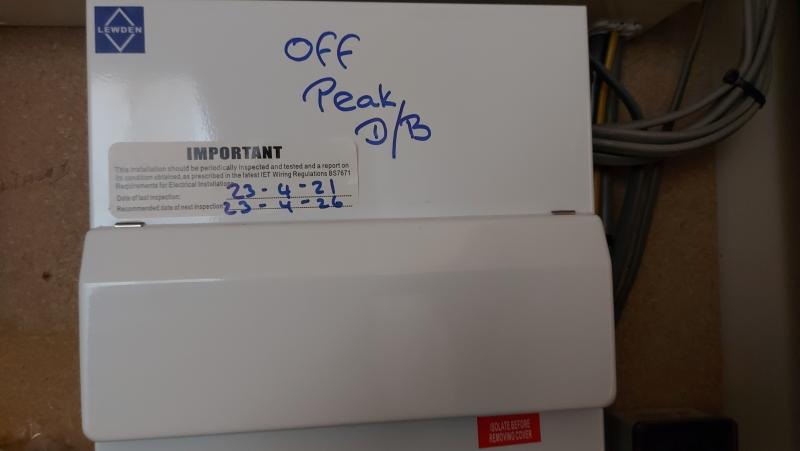 LEWDEN
OFF
Peak
D/B
IMPORTANT
This installation should be periodically inspected and tested and a report on
its condition obtained, as prescribed in the latest IET Wiring Regulations BS7671
Requirements for Electrical Installations.
Date of last inspection: 23-4-21
Recommended date of next inspection: 23-4-26
ISOLATE BEFORE
REMOVING COVER